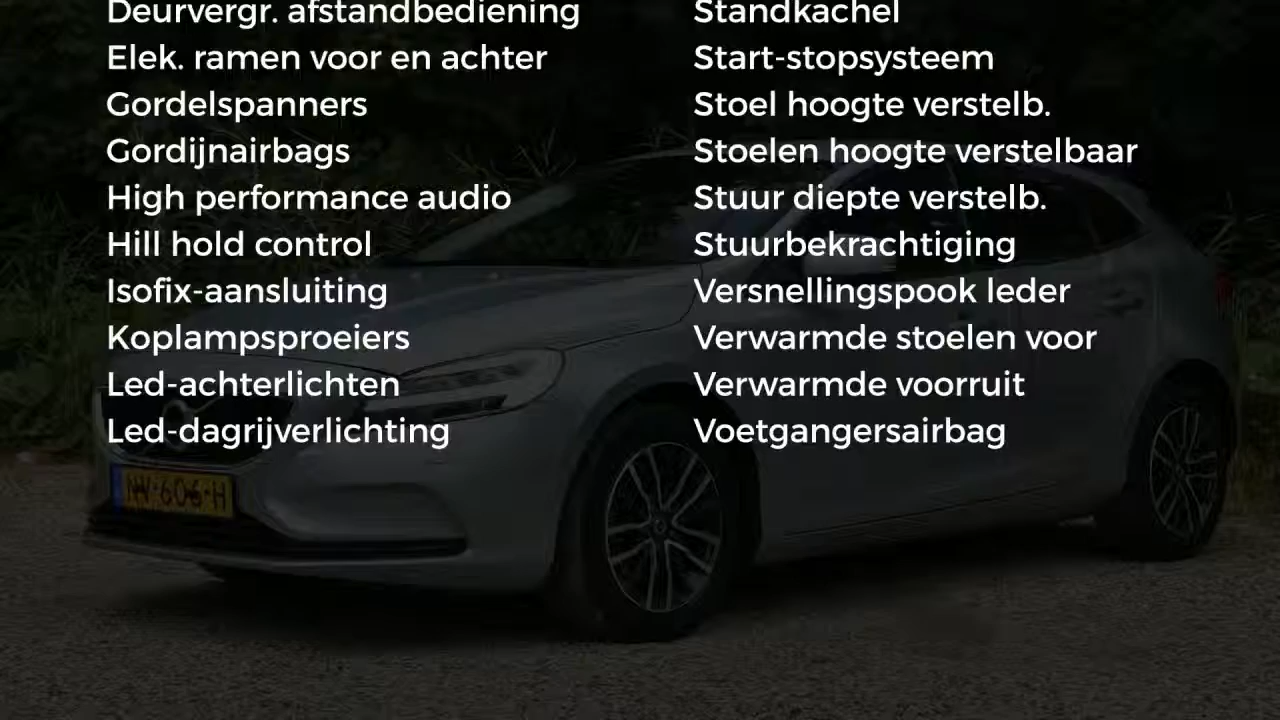 Deurvergr. afstandbediening
Elek. ramen voor en achter
Gordelspanners
Gordijnairbags
High performance audio
Hill hold control
Isofix-aansluiting
Koplampsproeiers
Led-achterlichten
Led-dagrijverlichting
Standkachel
Start-stopsysteem
Stoel hoogte verstelb.
Stoelen hoogte verstelbaar
Stuur diepte verstelb.
Stuurbekrachtiging
Versnellingspook leder
Verwarmde stoelen voor
Verwarmde voorruit
Voetgangersairbag